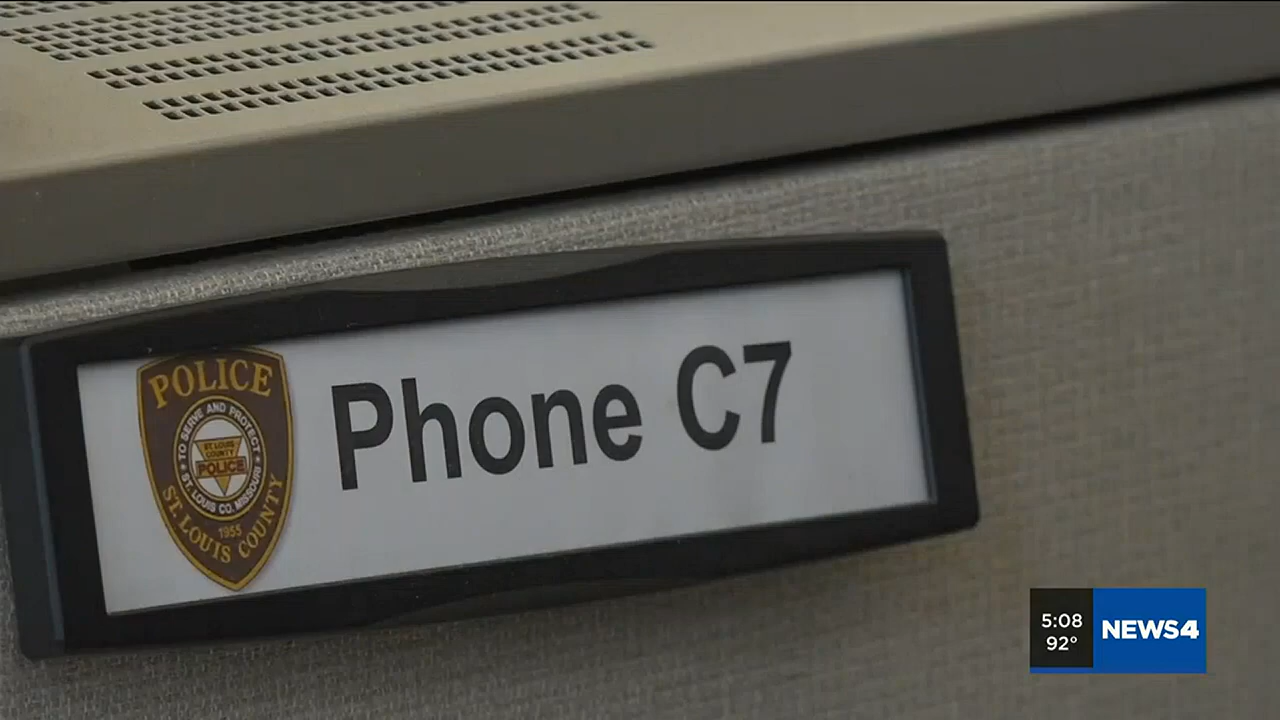 POLICE
TO SERVE AND PROTECT
ST. LOUIS
COUNTY
POLICE
ST. LOUIS CO. MISSOURI
1955
ST. LOUIS COUNTY
Phone C7
5:08
92°
NEWS4